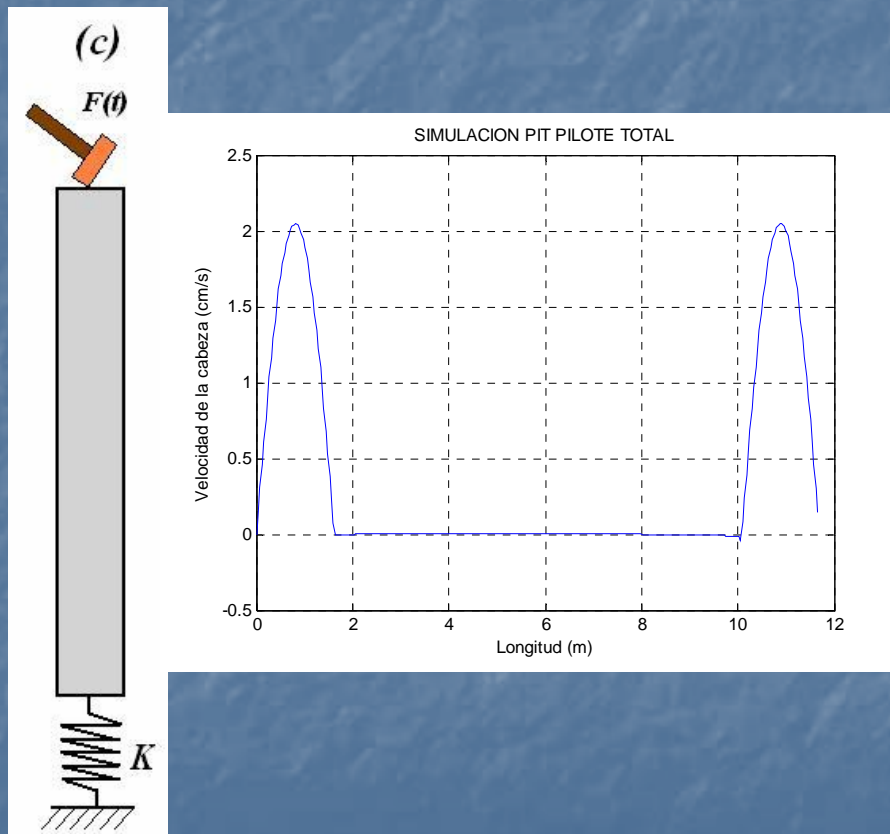 (c)
F(t)
K
SIMULACION PIT PILOTE TOTAL
Velocidad de la cabeza (cm/s)
2.5
2
1.5
1
0.5
0
-0.5
0 2 4 6 8 10 12
Longitud (m)